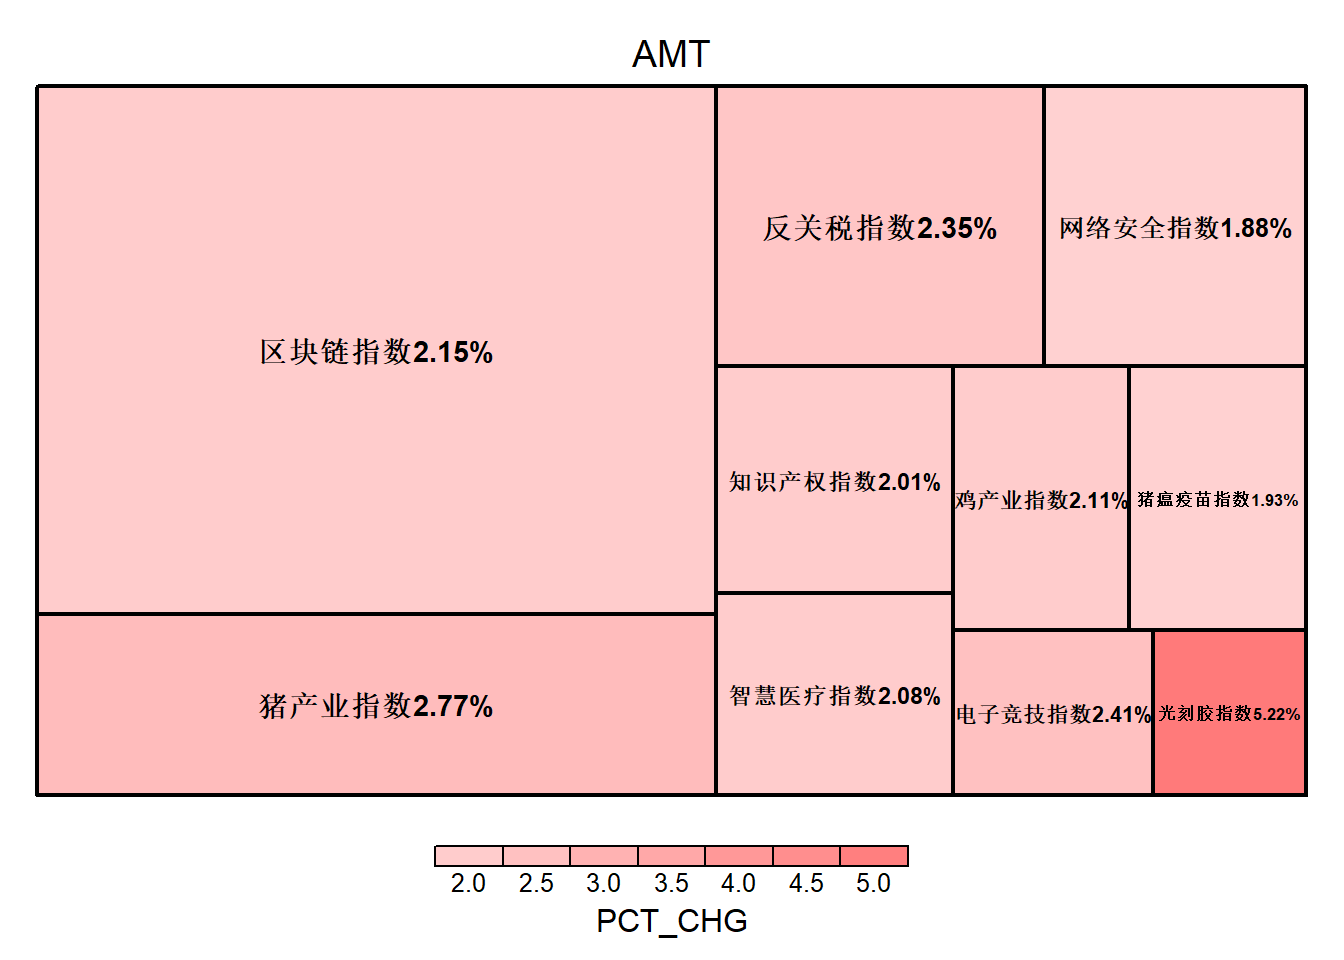 AMT
区块链指数2.15%
猪产业指数2.77%
反关税指数2.35%
网络安全指数1.88%
知识产权指数2.01%
智慧医疗指数2.08%
鸡产业指数2.11%
猪瘟疫苗指数1.93%
电子竞技指数2.41%
光刻胶指数5.22%
2.0 2.5 3.0 3.5 4.0 4.5 5.0
PCT_CHG